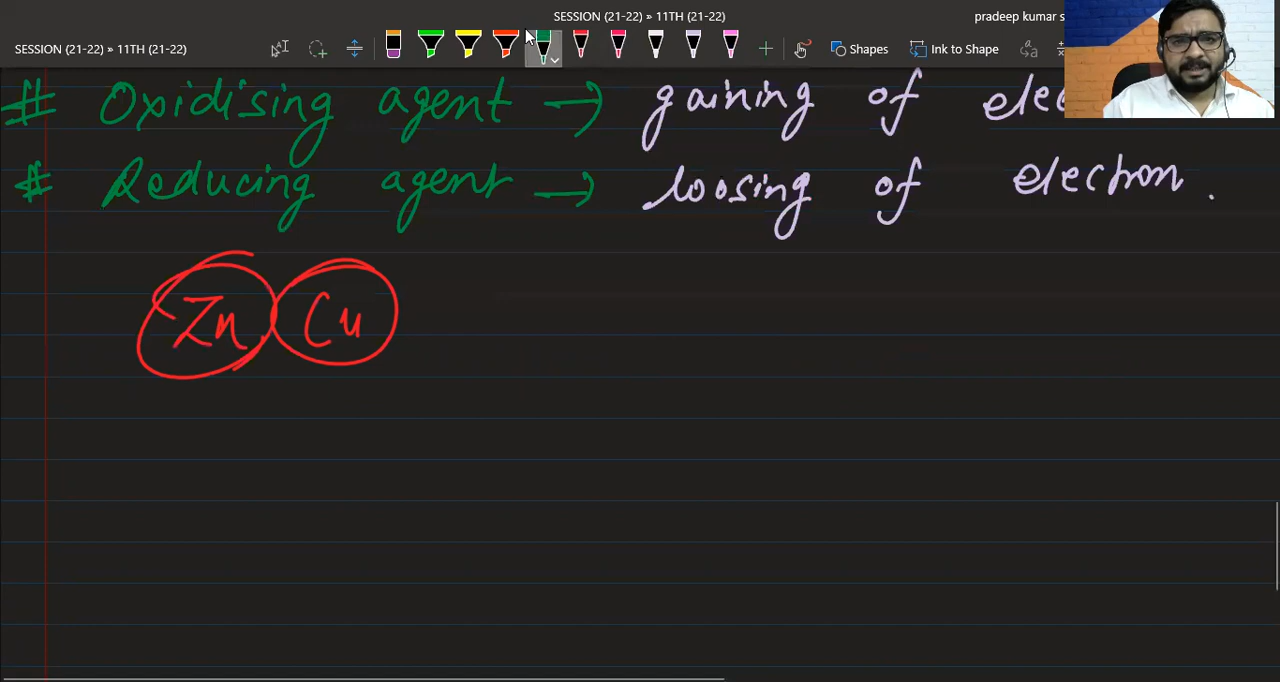 SESSION (21-22) » 11TH (21-22)
pradeep kumar s
SESSION (21-22) » 11TH (21-22)
Shapes
Ink to Shape
# Oxidising agent → gaining of elec
# Reducing agent → loosing of electron.
Zn Cu